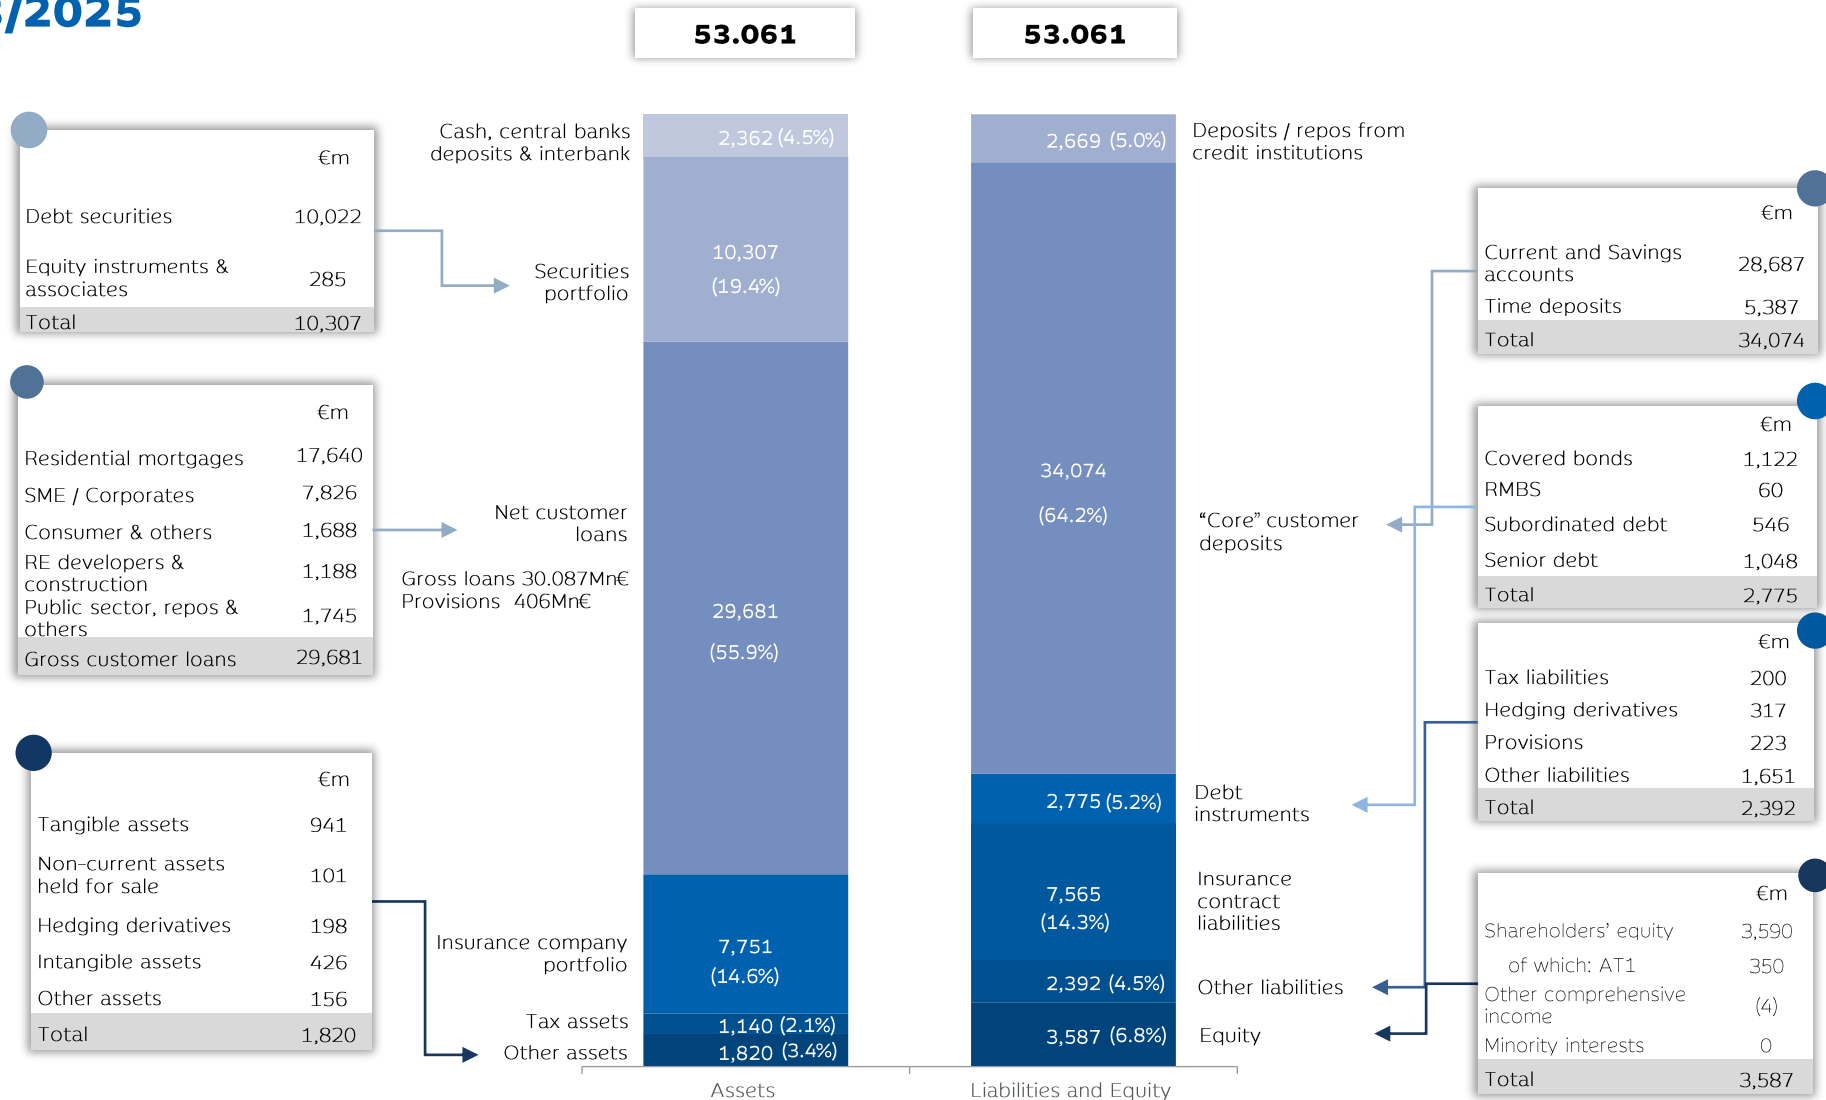 /2025
53.061
53.061
€m
Debt securities 10,022
Equity instruments &
associates 285
Total 10,307
€m
Residential mortgages 17,640
SME / Corporates 7,826
Consumer & others 1,688
RE developers &
construction 1,188
Public sector, repos &
others 1,745
Gross customer loans 29,681
€m
Tangible assets 941
Non-current assets
held for sale 101
Hedging derivatives 198
Intangible assets 426
Other assets 156
Total 1,820
Cash, central banks
deposits & interbank
Securities
portfolio
Net customer
loans
Gross loans 30.087Mn€
Provisions 406Mn€
Insurance company
portfolio
Tax assets
Other assets
2,362 (4.5%)
10,307
(19.4%)
29,681
(55.9%)
7,751
(14.6%)
1,140 (2.1%)
1,820 (3.4%)
Assets
2,669 (5.0%)
34,074
(64.2%)
2,775 (5.2%)
7,565
(14.3%)
2,392 (4.5%)
3,587 (6.8%)
Liabilities and Equity
Deposits / repos from
credit institutions
“Core” customer
deposits
Debt
instruments
Insurance
contract
liabilities
Other liabilities
Equity
€m
Current and Savings
accounts 28,687
Time deposits 5,387
Total 34,074
€m
Covered bonds 1,122
RMBS 60
Subordinated debt 546
Senior debt 1,048
Total 2,775
€m
Tax liabilities 200
Hedging derivatives 317
Provisions 223
Other liabilities 1,651
Total 2,392
€m
Shareholders’ equity 3,590
of which: AT1 350
Other comprehensive
income (4)
Minority interests 0
Total 3,587